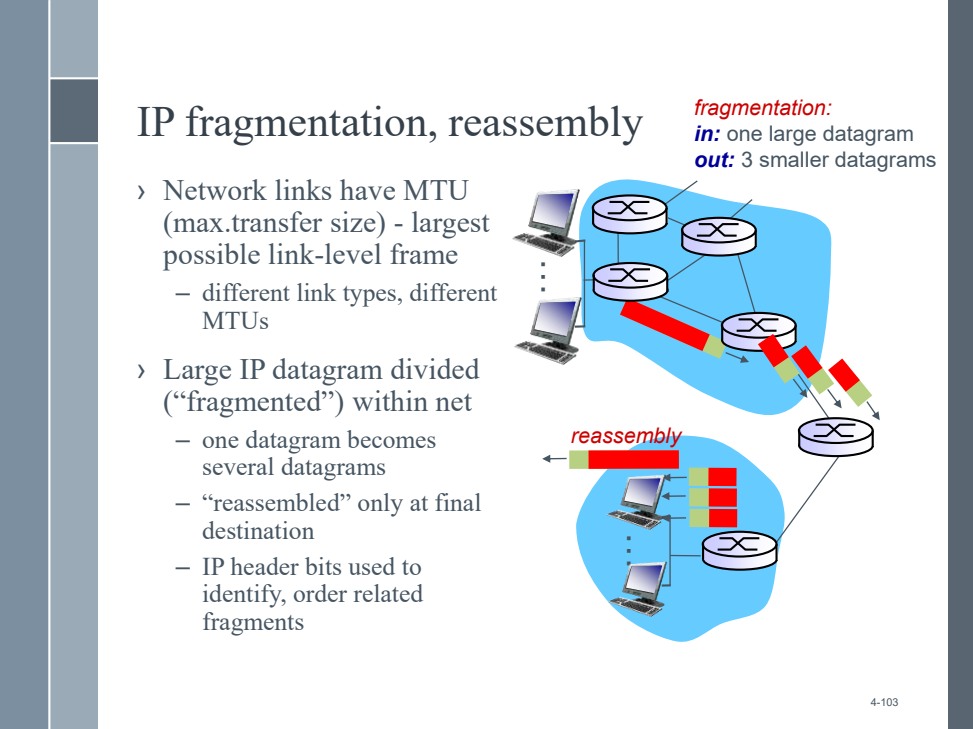 IP fragmentation, reassembly
fragmentation:
in: one large datagram
out: 3 smaller datagrams
› Network links have MTU
(max.transfer size) - largest
possible link-level frame
– different link types, different
MTUs
› Large IP datagram divided
(“fragmented”) within net
– one datagram becomes
several datagrams
– “reassembled” only at final
destination
– IP header bits used to
identify, order related
fragments
reassembly
4-103